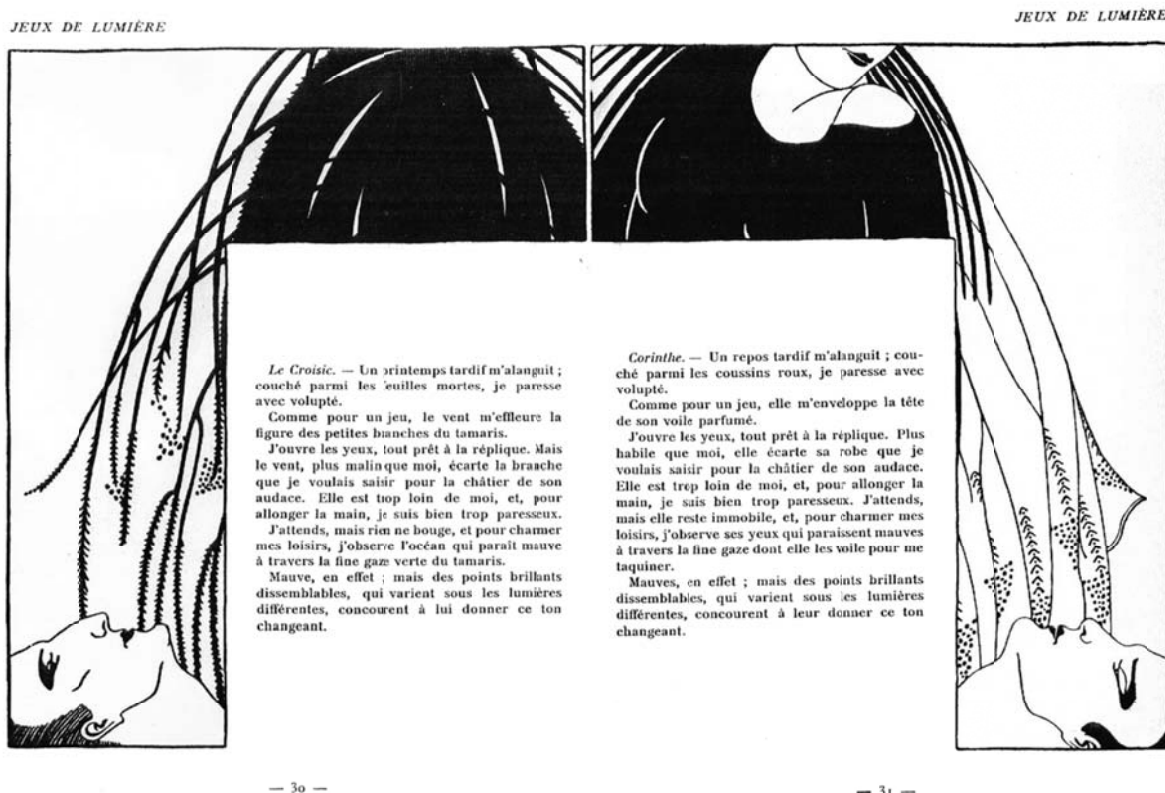 JEUX DE LUMIÈRE
Le Croisic. — Un printemps tardif m'alanguit ;
couché parmi les feuilles mortes, je paresse
avec volupté.
Comme pour un jeu, le vent m'effleure la
figure des petites branches du tamaris.
J'ouvre les yeux, tout prêt à la réplique. Mais
le vent, plus malin que moi, écarte la branche
que je voulais saisir pour la châtier de son
audace. Elle est trop loin de moi, et, pour
allonger la main, je suis bien trop paresseux.
J'attends, mais rien ne bouge, et pour charmer
mes loisirs, j'observe l'océan qui paraît mauve
à travers la fine gaze verte du tamaris.
Mauve, en effet ; mais des points brillants
dissemblables, qui varient sous les lumières
différentes, concourent à lui donner ce ton
changeant.
— 30 —
JEUX DE LUMIÈRE
Corinthe. — Un repos tardif m'alanguit ; cou-
ché parmi les coussins roux, je paresse avec
volupté.
Comme pour un jeu, elle m'enveloppe la tête
de son voile parfumé.
J'ouvre les yeux, tout prêt à la réplique. Plus
habile que moi, elle écarte sa robe que je
voulais saisir pour la châtier de son audace.
Elle est trop loin de moi, et, pour allonger la
main, je suis bien trop paresseux. J'attends,
mais elle reste immobile, et, pour charmer mes
loisirs, j'observe ses yeux qui paraissent mauves
à travers la fine gaze dont elle les voile pour me
taquiner.
Mauves, en effet ; mais des points brillants
dissemblables, qui varient sous les lumières
différentes, concourent à leur donner ce ton
changeant.
— 31 —